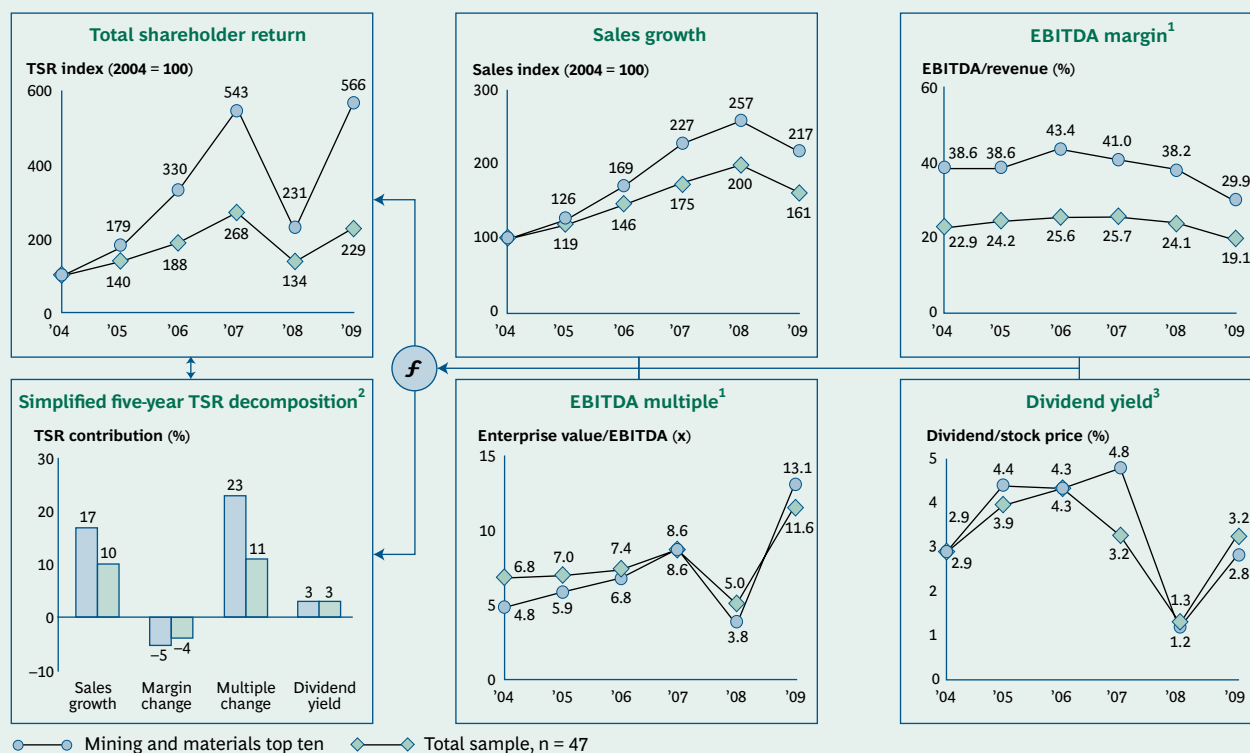 Total shareholder return
TSR index (2004 = 100)
600
400
200
0
179
330
543
231
566
140
188
268
134
229
'04 '05 '06 '07 '08 '09
Sales growth
Sales index (2004 = 100)
300
200
100
0
126
169
227
257
217
119
146
175
200
161
'04 '05 '06 '07 '08 '09
EBITDA margin¹
EBITDA/revenue (%)
60
40
20
0
38.6 38.6 43.4 41.0 38.2 29.9
22.9 24.2 25.6 25.7 24.1 19.1
'04 '05 '06 '07 '08 '09
f
Simplified five-year TSR decomposition²
TSR contribution (%)
30
20
10
0
–10
17
10
–5
–4
23
11
3 3
Sales growth
Margin change
Multiple change
Dividend yield
EBITDA multiple¹
Enterprise value/EBITDA (x)
15
10
5
0
6.8 7.0 7.4 8.6 5.0 13.1
4.8 5.9 6.8 8.6 3.8 11.6
'04 '05 '06 '07 '08 '09
Dividend yield³
Dividend/stock price (%)
5
4
3
2
1
0
2.9 4.4 4.3 4.8 1.3 3.2
2.9 3.9 4.3 3.2 1.2 2.8
'04 '05 '06 '07 '08 '09
Mining and materials top ten
Total sample, n = 47